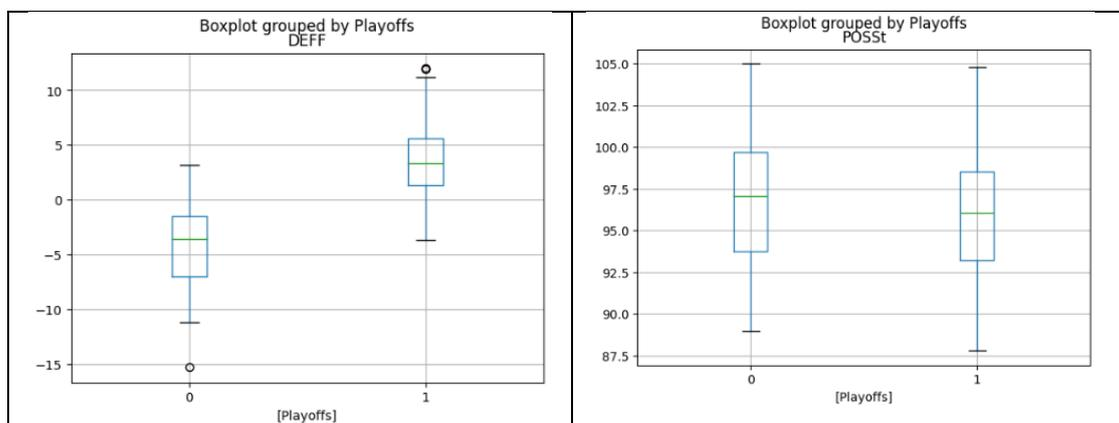 Boxplot grouped by Playoffs
DEFF
10
5
0
−5
−10
−15
0 1
[Playoffs]
Boxplot grouped by Playoffs
POSSt
105.0
102.5
100.0
97.5
95.0
92.5
90.0
87.5
0 1
[Playoffs]